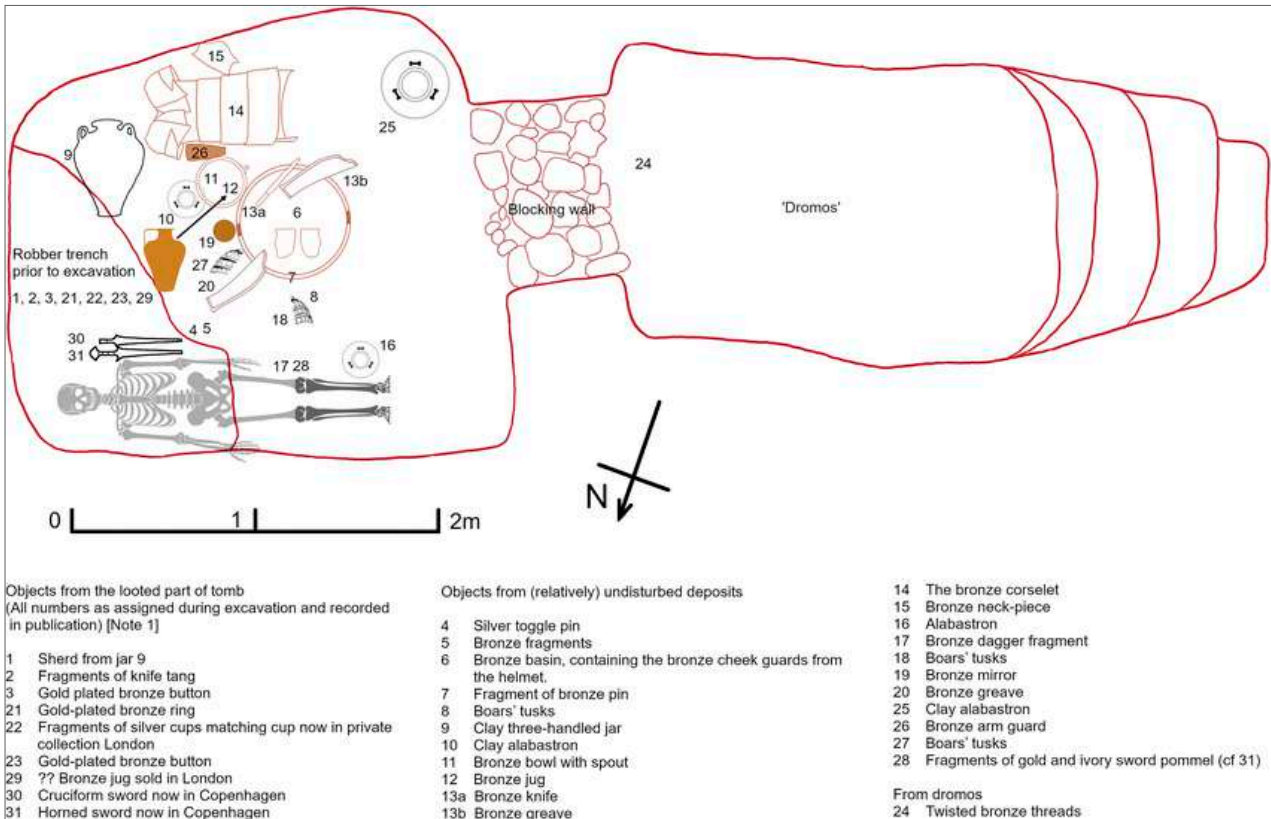 15
14
25
9
26
11
12
13b
24
10
13a
6
Blocking wall
'Dromos'
19
Robber trench
prior to excavation
27
7
20
8
1, 2, 3, 21, 22, 23, 29
18
4 5
30
16
31
17 28
N
0 1 2m
Objects from the looted part of tomb
(All numbers as assigned during excavation and recorded
in publication) [Note 1]
1 Sherd from jar 9
2 Fragments of knife tang
3 Gold plated bronze button
21 Gold-plated bronze ring
22 Fragments of silver cups matching cup now in private
collection London
23 Gold-plated bronze button
29 ?? Bronze jug sold in London
30 Cruciform sword now in Copenhagen
31 Horned sword now in Copenhagen
Objects from (relatively) undisturbed deposits
4 Silver toggle pin
5 Bronze fragments
6 Bronze basin, containing the bronze cheek guards from
the helmet.
7 Fragment of bronze pin
8 Boars' tusks
9 Clay three-handled jar
10 Clay alabastron
11 Bronze bowl with spout
12 Bronze jug
13a Bronze knife
13b Bronze greave
14 The bronze corselet
15 Bronze neck-piece
16 Alabastron
17 Bronze dagger fragment
18 Boars' tusks
19 Bronze mirror
20 Bronze greave
25 Clay alabastron
26 Bronze arm guard
27 Boars' tusks
28 Fragments of gold and ivory sword pommel (cf 31)
From dromos
24 Twisted bronze threads